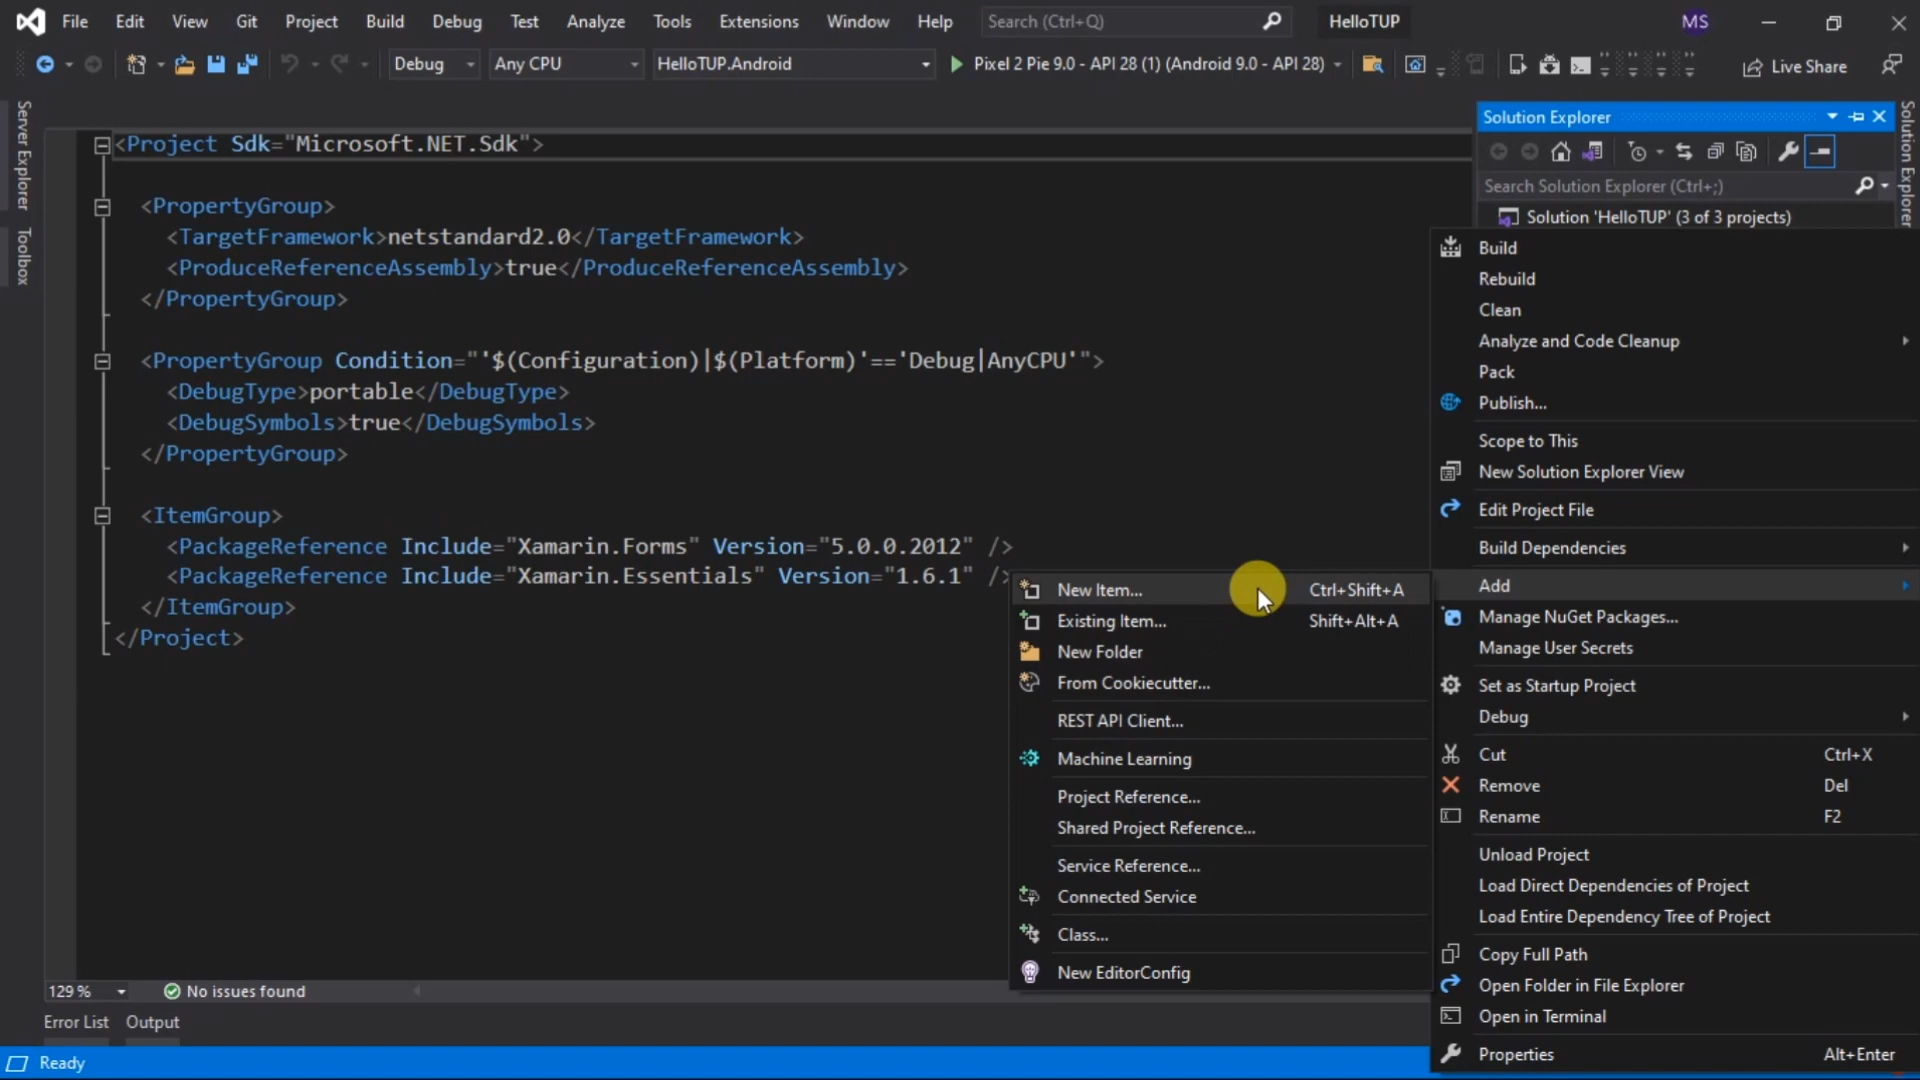 File Edit View Git Project Build Debug Test Analyze Tools Extensions Window Help Search (Ctrl+Q) HelloTUP MS
Debug Any CPU HelloTUP.Android Pixel 2 Pie 9.0 - API 28 (1) (Android 9.0 - API 28) Live Share
Server Explorer
Toolbox
<Project Sdk="Microsoft.NET.Sdk">
<PropertyGroup>
<TargetFramework>netstandard2.0</TargetFramework>
<ProduceReferenceAssembly>true</ProduceReferenceAssembly>
</PropertyGroup>
<PropertyGroup Condition="'$(Configuration)|$(Platform)'=='Debug|AnyCPU'">
<DebugType>portable</DebugType>
<DebugSymbols>true</DebugSymbols>
</PropertyGroup>
<ItemGroup>
<PackageReference Include="Xamarin.Forms" Version="5.0.0.2012" />
<PackageReference Include="Xamarin.Essentials" Version="1.6.1" />
</ItemGroup>
</Project>
Solution Explorer
Search Solution Explorer (Ctrl+;)
Solution 'HelloTUP' (3 of 3 projects)
Solution Explorer
Build
Rebuild
Clean
Analyze and Code Cleanup
Pack
Publish...
Scope to This
New Solution Explorer View
Edit Project File
Build Dependencies
Add
Manage NuGet Packages...
Manage User Secrets
Set as Startup Project
Debug
Cut Ctrl+X
Remove Del
Rename F2
Unload Project
Load Direct Dependencies of Project
Load Entire Dependency Tree of Project
Copy Full Path
Open Folder in File Explorer
Open in Terminal
Properties Alt+Enter
New Item... Ctrl+Shift+A
Existing Item... Shift+Alt+A
New Folder
From Cookiecutter...
REST API Client...
Machine Learning
Project Reference...
Shared Project Reference...
Service Reference...
Connected Service
Class...
New EditorConfig
129 % No issues found
Error List Output
Ready